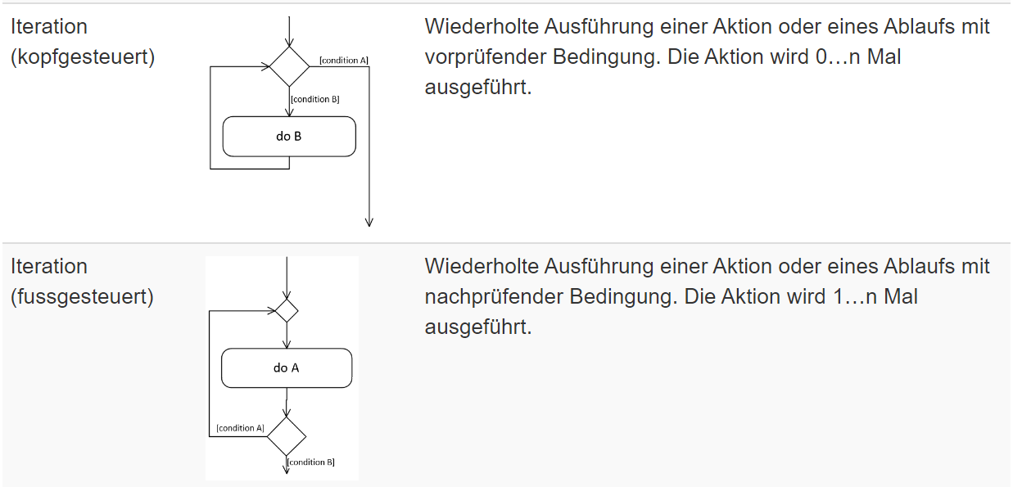 Iteration
(kopfgesteuert)
[condition A]
[condition B]
do B
Wiederholte Ausführung einer Aktion oder eines Ablaufs mit
vorprüfender Bedingung. Die Aktion wird 0…n Mal
ausgeführt.
Iteration
(fussgesteuert)
do A
[condition A]
[condition B]
Wiederholte Ausführung einer Aktion oder eines Ablaufs mit
nachprüfender Bedingung. Die Aktion wird 1…n Mal
ausgeführt.